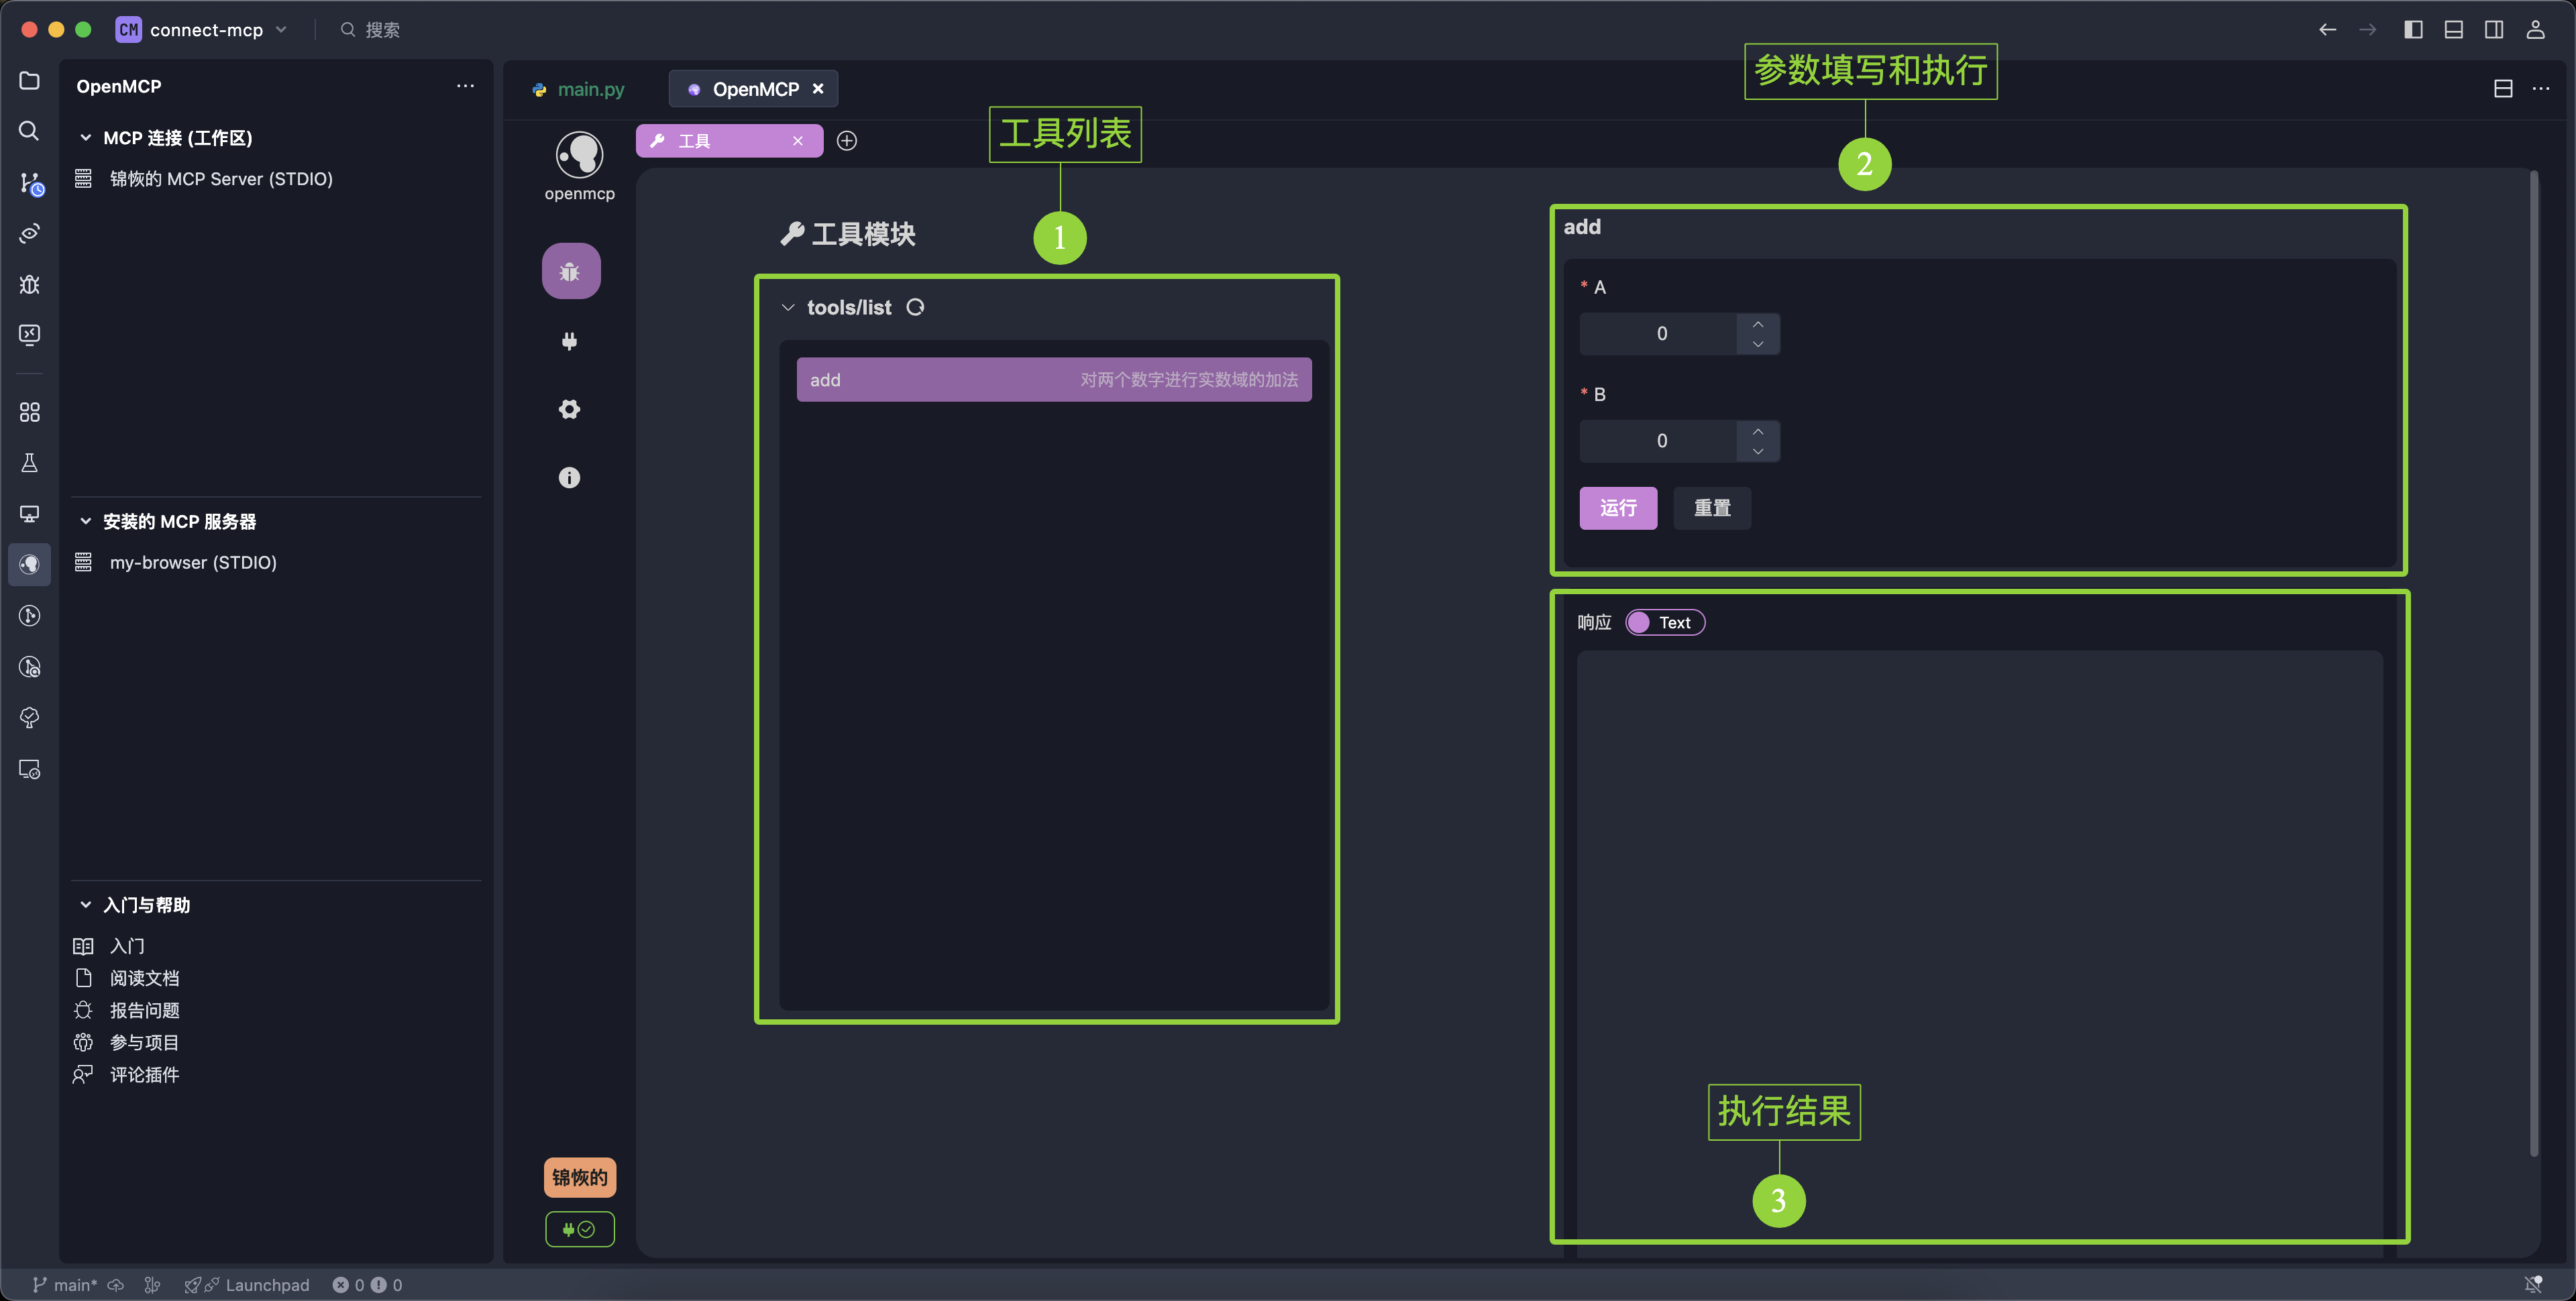 CM connect-mcp 搜索
OpenMCP
MCP 连接 (工作区)
锦恢的 MCP Server (STDIO)
安装的 MCP 服务器
my-browser (STDIO)
入门与帮助
入门
阅读文档
报告问题
参与项目
评论插件
main.py OpenMCP
openmcp
工具
工具列表
1
参数填写和执行
2
工具模块
tools/list
add 对两个数字进行实数域的加法
add
* A
0
* B
0
运行 重置
响应 Text
执行结果
3
锦恢的
main* Launchpad 0 0